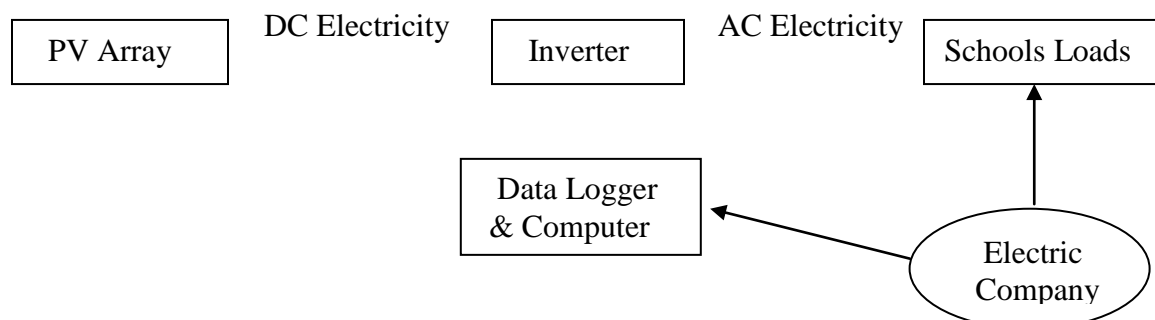 PV Array
DC Electricity
Inverter
AC Electricity
Schools Loads
Data Logger
& Computer
Electric
Company